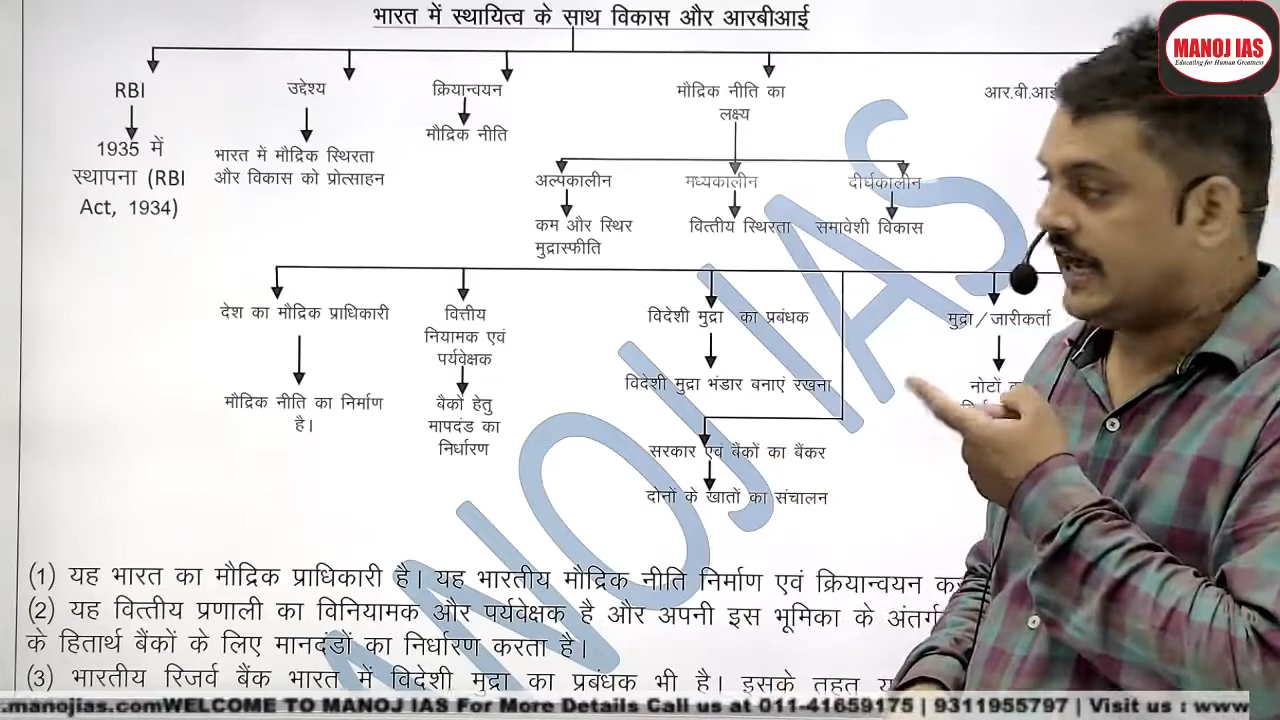 भारत में स्थायित्व के साथ विकास और आरबीआई
MANOJ IAS
Educating for Human Greatness
RBI
उद्देश्य
क्रियान्वयन
मौद्रिक नीति का
लक्ष्य
आर.बी.आई
1935 में
स्थापना (RBI
Act, 1934)
भारत में मौद्रिक स्थिरता
और विकास को प्रोत्साहन
मौद्रिक नीति
अल्पकालीन
मध्यकालीन
दीर्घकालीन
कम और स्थिर
मुद्रास्फीति
वित्तीय स्थिरता
समावेशी विकास
देश का मौद्रिक प्राधिकारी
वित्तीय
नियामक एवं
पर्यवेक्षक
विदेशी मुद्रा का प्रबंधक
मुद्रा/जारीकर्ता
मौद्रिक नीति का निर्माण
है।
बैकों हेतु
मापदंड का
निर्धारण
विदेशी मुद्रा भंडार बनाएं रखना
नोटों
सरकार एवं बैंकों का बैंकर
दोनों के खातों का संचालन
(1) यह भारत का मौद्रिक प्राधिकारी है। यह भारतीय मौद्रिक नीति निर्माण एवं क्रियान्वयन
(2) यह वित्तीय प्रणाली का विनियामक और पर्यवेक्षक है और अपनी इस भूमिका के
के हितार्थ बैंकों के लिए मानदंडों का निर्धारण करता है।
(3) भारतीय रिजर्व बैंक भारत में विदेशी मुद्रा का प्रबंधक भी है। इसके तहत
.manojias.comWELCOME TO MANOJ IAS For More Details Call us at 011-41659175 | 9311955797 | Visit us : www